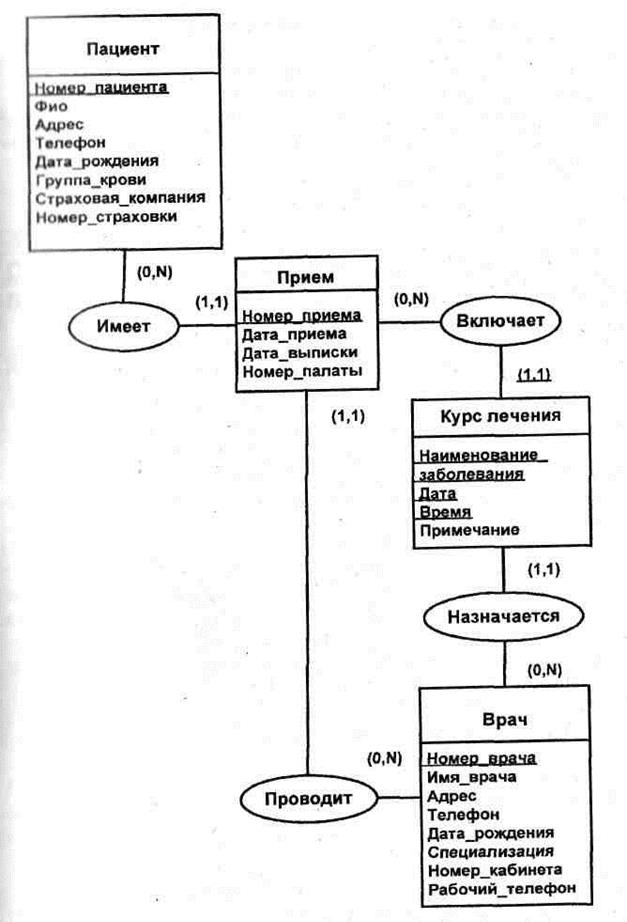 Пациент
Номер_пациента
Фио
Адрес
Телефон
Дата_рождения
Группа_крови
Страховая_компания
Номер_страховки
(0,N)
Имеет
(1,1)
Прием
Номер_приема
Дата_приема
Дата_выписки
Номер_палаты
(0,N)
Включает
(1,1)
(1,1)
Курс лечения
Наименование_
заболевания
Дата
Время
Примечание
(1,1)
Назначается
(0,N)
Врач
Номер_врача
Имя_врача
Адрес
Телефон
Дата_рождения
Специализация
Номер_кабинета
Рабочий_телефон
(0,N)
Проводит